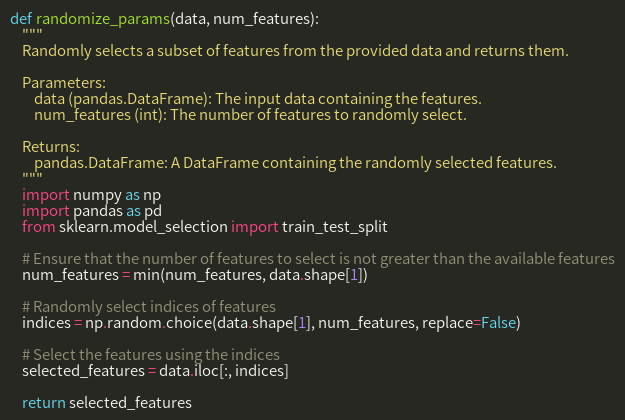 def randomize_params(data, num_features):
"""
Randomly selects a subset of features from the provided data and returns them.
Parameters:
data (pandas.DataFrame): The input data containing the features.
num_features (int): The number of features to randomly select.
Returns:
pandas.DataFrame: A DataFrame containing the randomly selected features.
"""
import numpy as np
import pandas as pd
from sklearn.model_selection import train_test_split
# Ensure that the number of features to select is not greater than the available features
num_features = min(num_features, data.shape[1])
# Randomly select indices of features
indices = np.random.choice(data.shape[1], num_features, replace=False)
# Select the features using the indices
selected_features = data.iloc[:, indices]
return selected_features